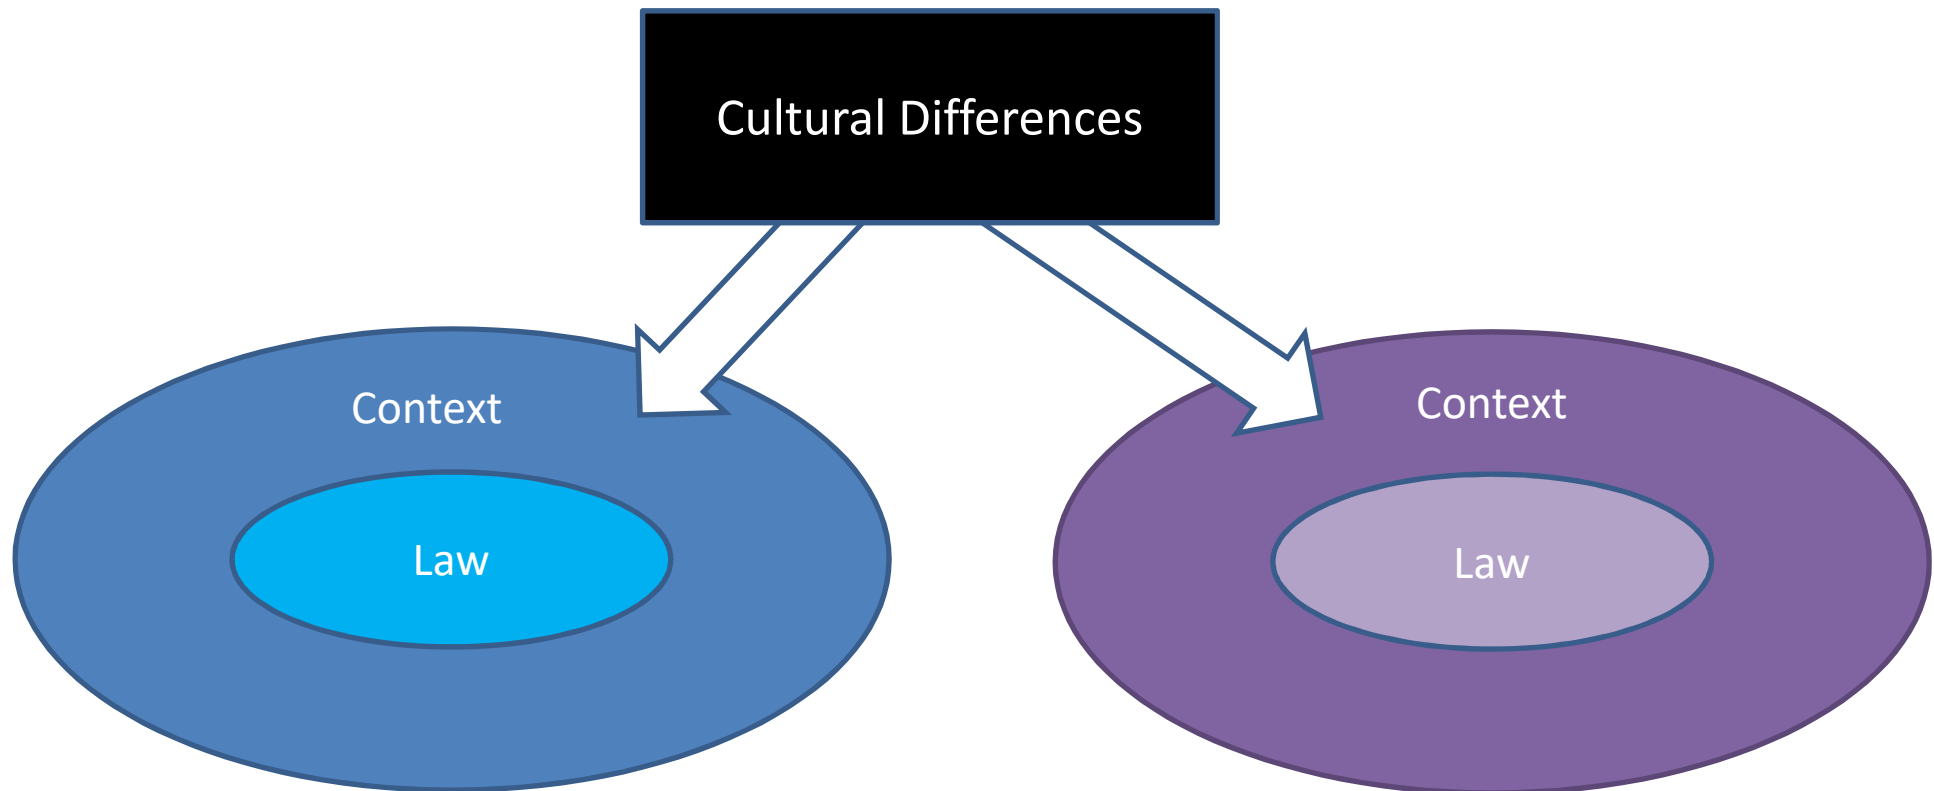 Cultural Differences
Context
Context
Law
Law